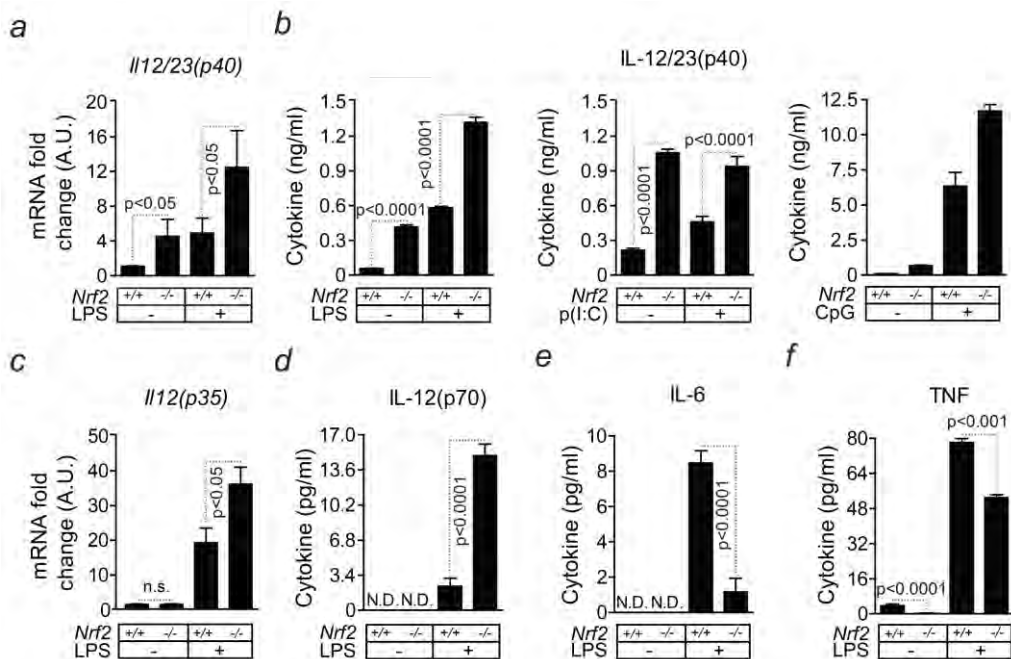 a
Il12/23(p40)
mRNA fold
change (A.U.)
20
16
12
8
4
0
p<0.05
p<0.05
Nrf2 +/+ -/- +/+ -/-
LPS - +
b
IL-12/23(p40)
Cytokine (ng/ml)
1.5
1.2
0.9
0.6
0.3
0
p<0.0001
p<0.0001
Nrf2 +/+ -/- +/+ -/-
LPS - +
Cytokine (ng/ml)
1.5
1.2
0.9
0.6
0.3
0
p<0.0001
p<0.0001
Nrf2 +/+ -/- +/+ -/-
p(I:C) - +
Cytokine (ng/ml)
12.5
10.0
7.5
5.0
2.5
0
Nrf2 +/+ -/- +/+ -/-
CpG - +
c
Il12(p35)
mRNA fold
change (A.U.)
50
40
30
20
10
0
n.s.
p<0.05
Nrf2 +/+ -/- +/+ -/-
LPS - +
d
IL-12(p70)
Cytokine (pg/ml)
17.0
13.6
10.2
6.8
3.4
0
N.D. N.D.
p<0.0001
Nrf2 +/+ -/- +/+ -/-
LPS - +
e
IL-6
Cytokine (pg/ml)
10
8
6
4
2
0
N.D. N.D.
p<0.0001
Nrf2 +/+ -/- +/+ -/-
LPS - +
f
TNF
Cytokine (pg/ml)
80
64
48
32
16
0
p<0.0001
p<0.001
Nrf2 +/+ -/- +/+ -/-
LPS - +